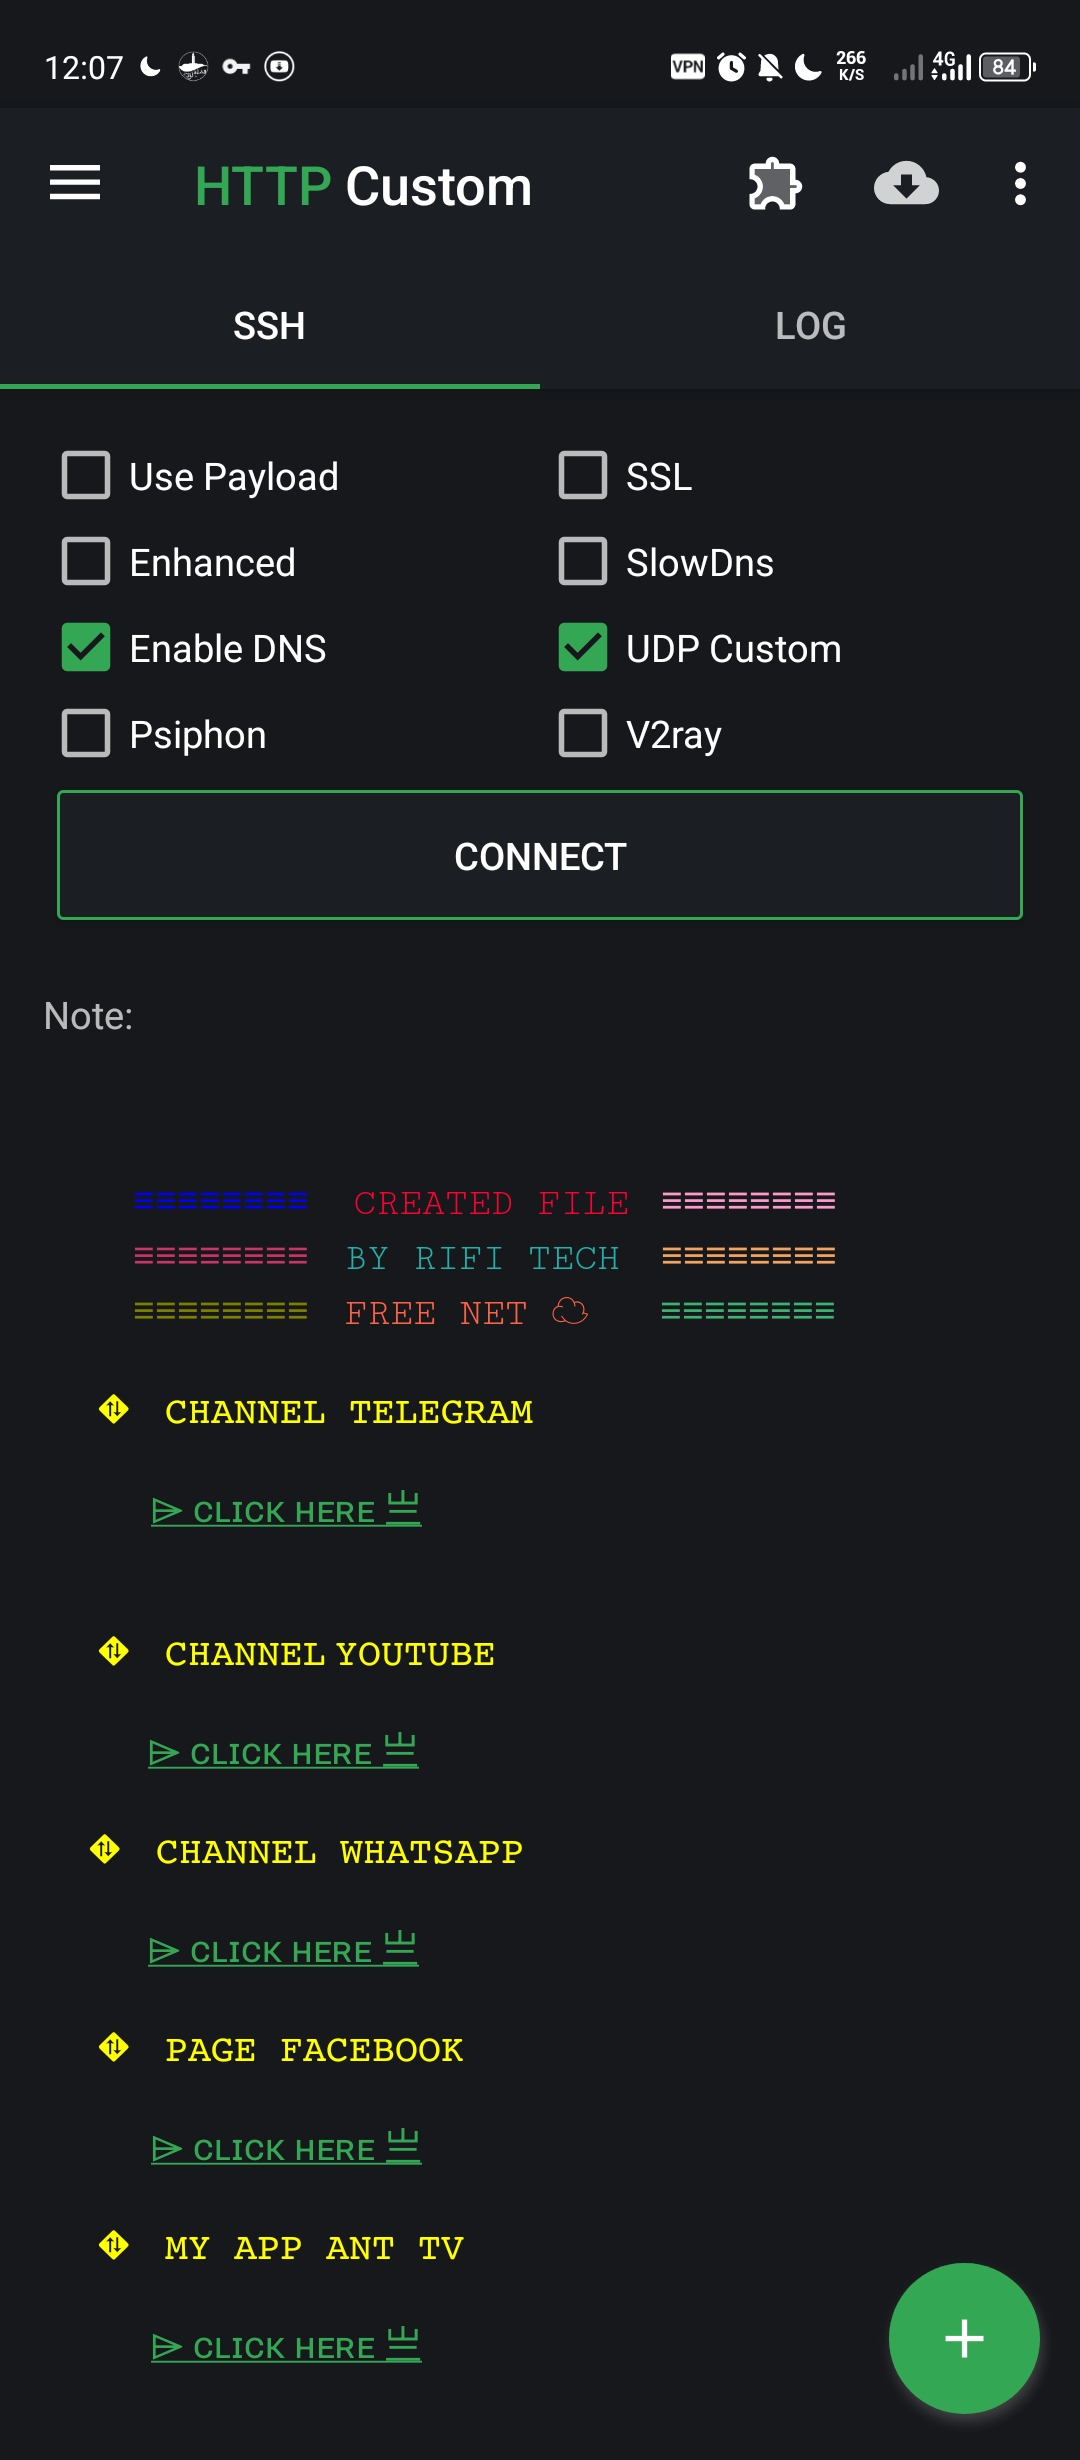 12:07 VPN 266 K/S 4G 84
HTTP Custom
SSH LOG
Use Payload SSL
Enhanced SlowDns
Enable DNS UDP Custom
Psiphon V2ray
CONNECT
Note:
≡≡≡≡≡≡≡≡ CREATED FILE ≡≡≡≡≡≡≡≡
≡≡≡≡≡≡≡≡ BY RIFI TECH ≡≡≡≡≡≡≡≡
≡≡≡≡≡≡≡≡ FREE NET ≡≡≡≡≡≡≡≡
CHANNEL TELEGRAM
CLICK HERE
CHANNEL YOUTUBE
CLICK HERE
CHANNEL WHATSAPP
CLICK HERE
PAGE FACEBOOK
CLICK HERE
MY APP ANT TV
CLICK HERE